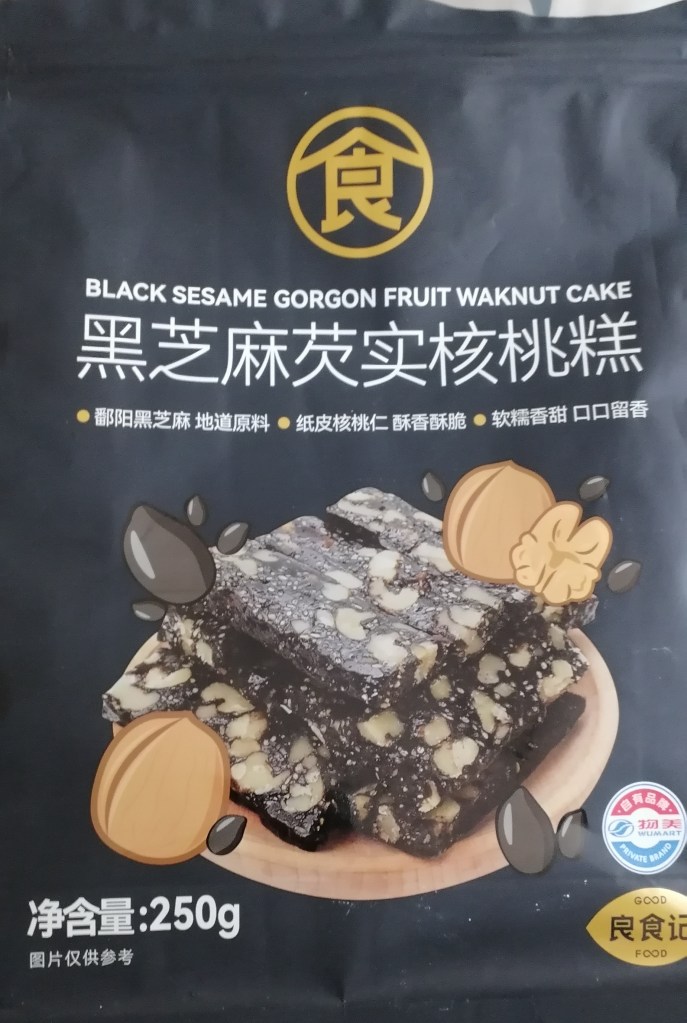 食
BLACK SESAME GORGON FRUIT WAKNUT CAKE
黑芝麻芡实核桃糕
鄱阳黑芝麻 地道原料 纸皮核桃仁 酥香酥脆 软糯香甜 口口留香
自有品牌
物美
WUMART
PRIVATE BRAND
净含量:250g
图片仅供参考
GOOD
良食记
FOOD